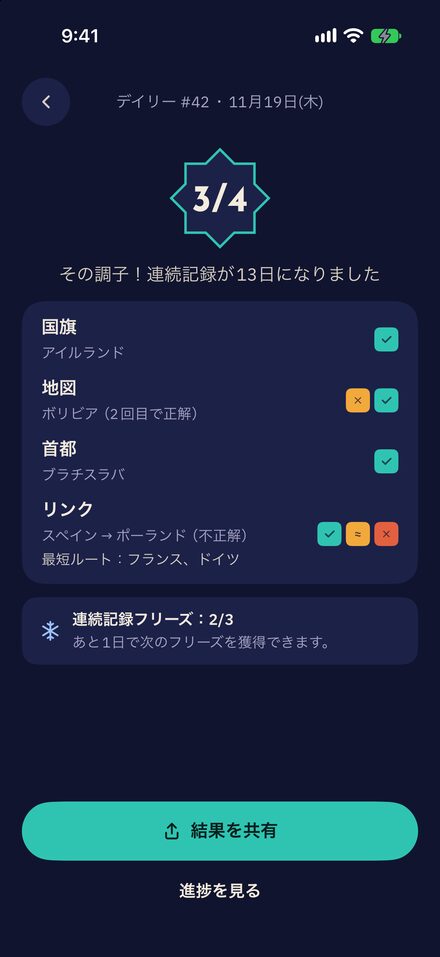 9:41
デイリー #42・11月19日(木)
3/4
その調子！連続記録が13日になりました
国旗
アイルランド
地図
ボリビア（2回目で正解）
首都
ブラチスラバ
リンク
スペイン→ポーランド（不正解）
最短ルート：フランス、ドイツ
連続記録フリーズ：2/3
あと1日で次のフリーズを獲得できます。
結果を共有
進捗を見る